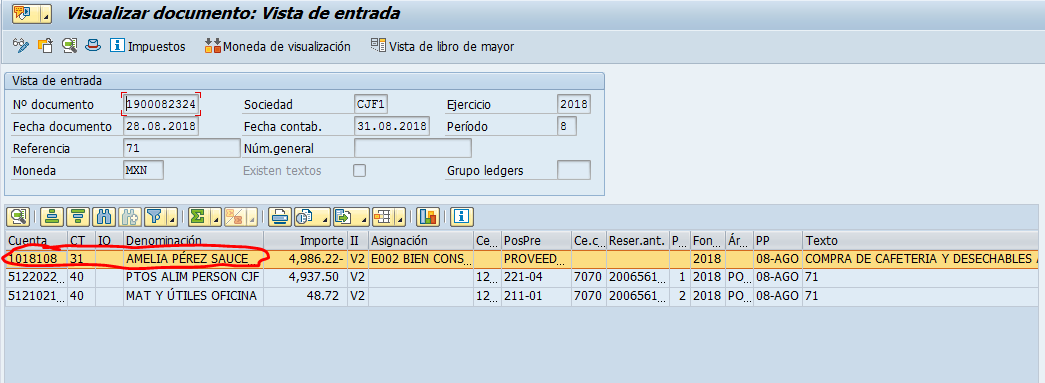 Visualizar documento: Vista de entrada
Impuestos Moneda de visualización Vista de libro de mayor
Vista de entrada
Nº documento 1900082324 Sociedad CJF1 Ejercicio 2018
Fecha documento 28.08.2018 Fecha contab. 31.08.2018 Período 8
Referencia 71 Núm.general
Moneda MXN Existen textos Grupo ledgers
Cuenta CT IO Denominación Importe II Asignación Ce... PosPre Ce.c... Reser.ant. P... Fon... Ár... PP Texto
1018108 31 AMELIA PÉREZ SAUCE 4,986.22- V2 E002 BIEN CONS... PROVEED... 2018 08-AGO COMPRA DE CAFETERIA Y DESECHABLES A
5122022... 40 PTOS ALIM PERSON CJF 4,937.50 V2 12... 221-04 7070 2006561... 1 2018 PO... 08-AGO 71
5121021... 40 MAT Y ÚTILES OFICINA 48.72 V2 12... 211-01 7070 2006561... 2 2018 PO... 08-AGO 71